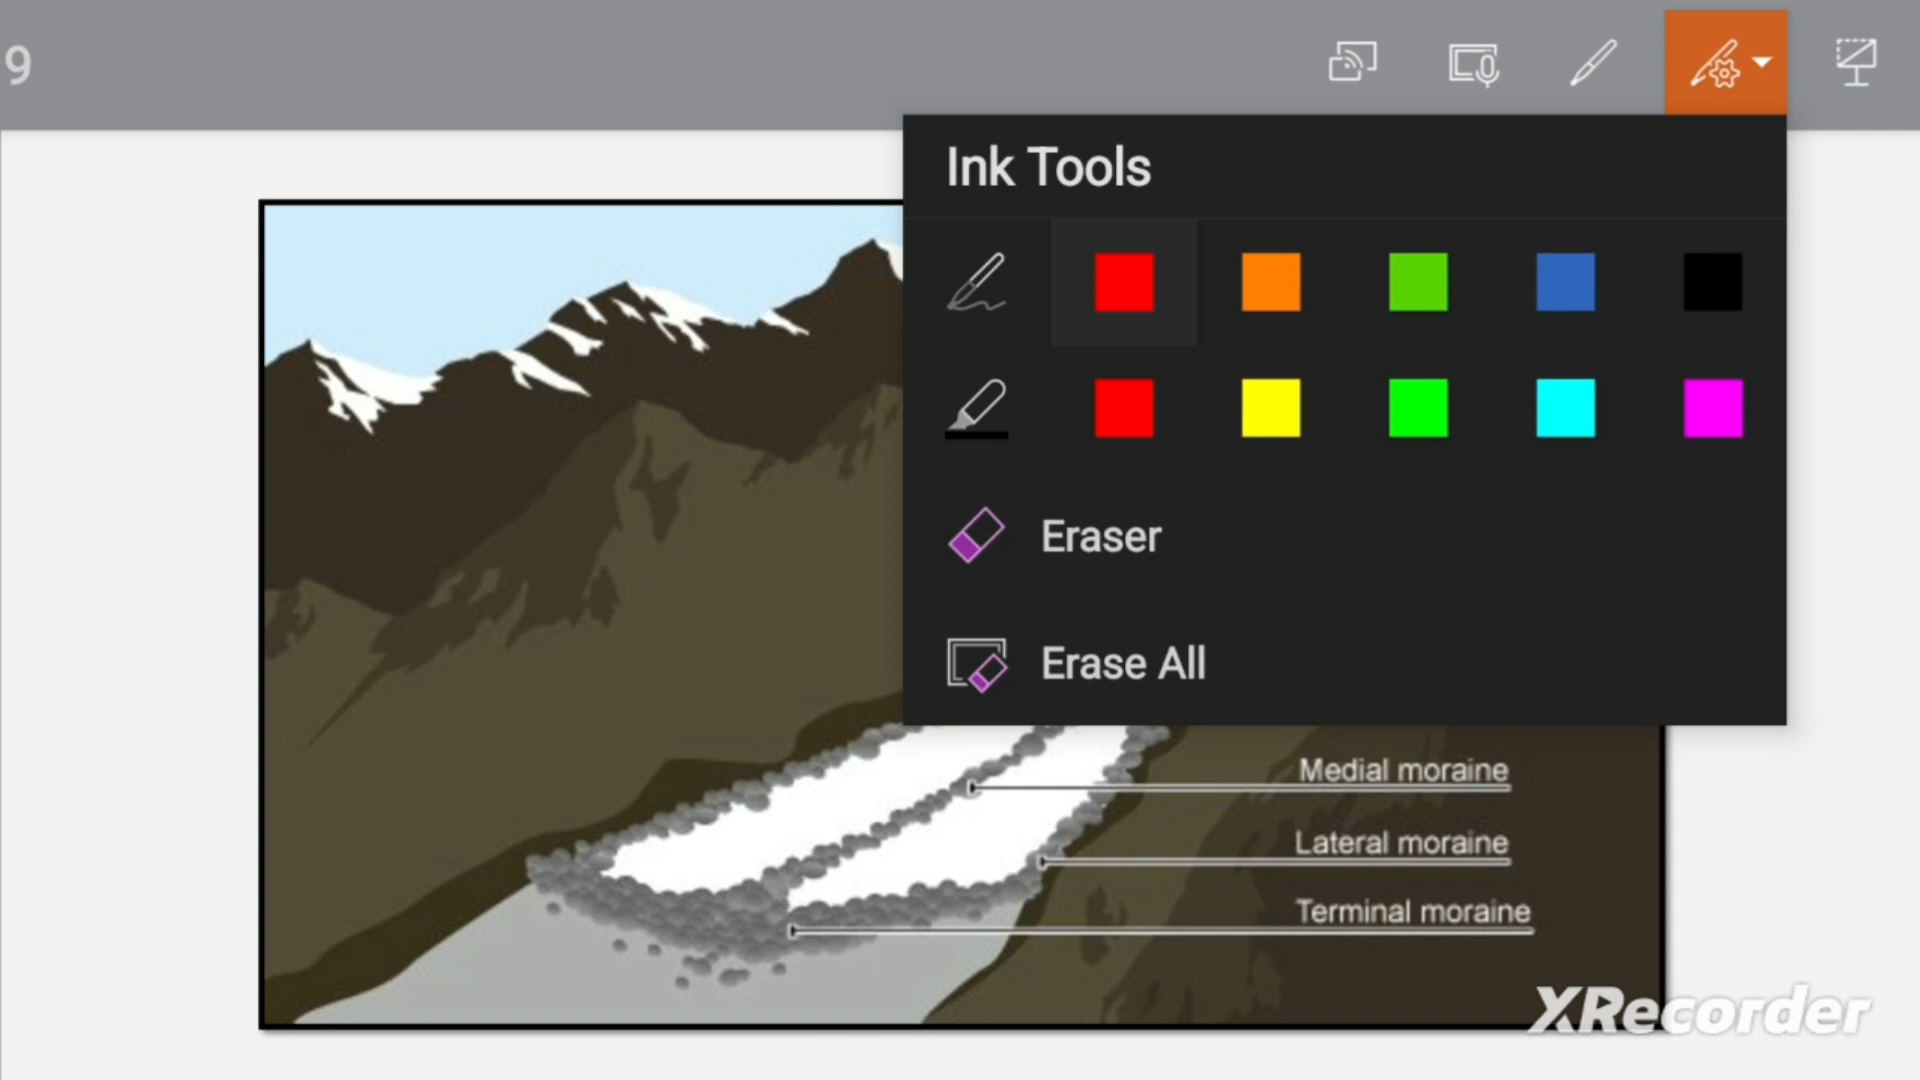 9
Ink Tools
Eraser
Erase All
Medial moraine
Lateral moraine
Terminal moraine
XRecorder